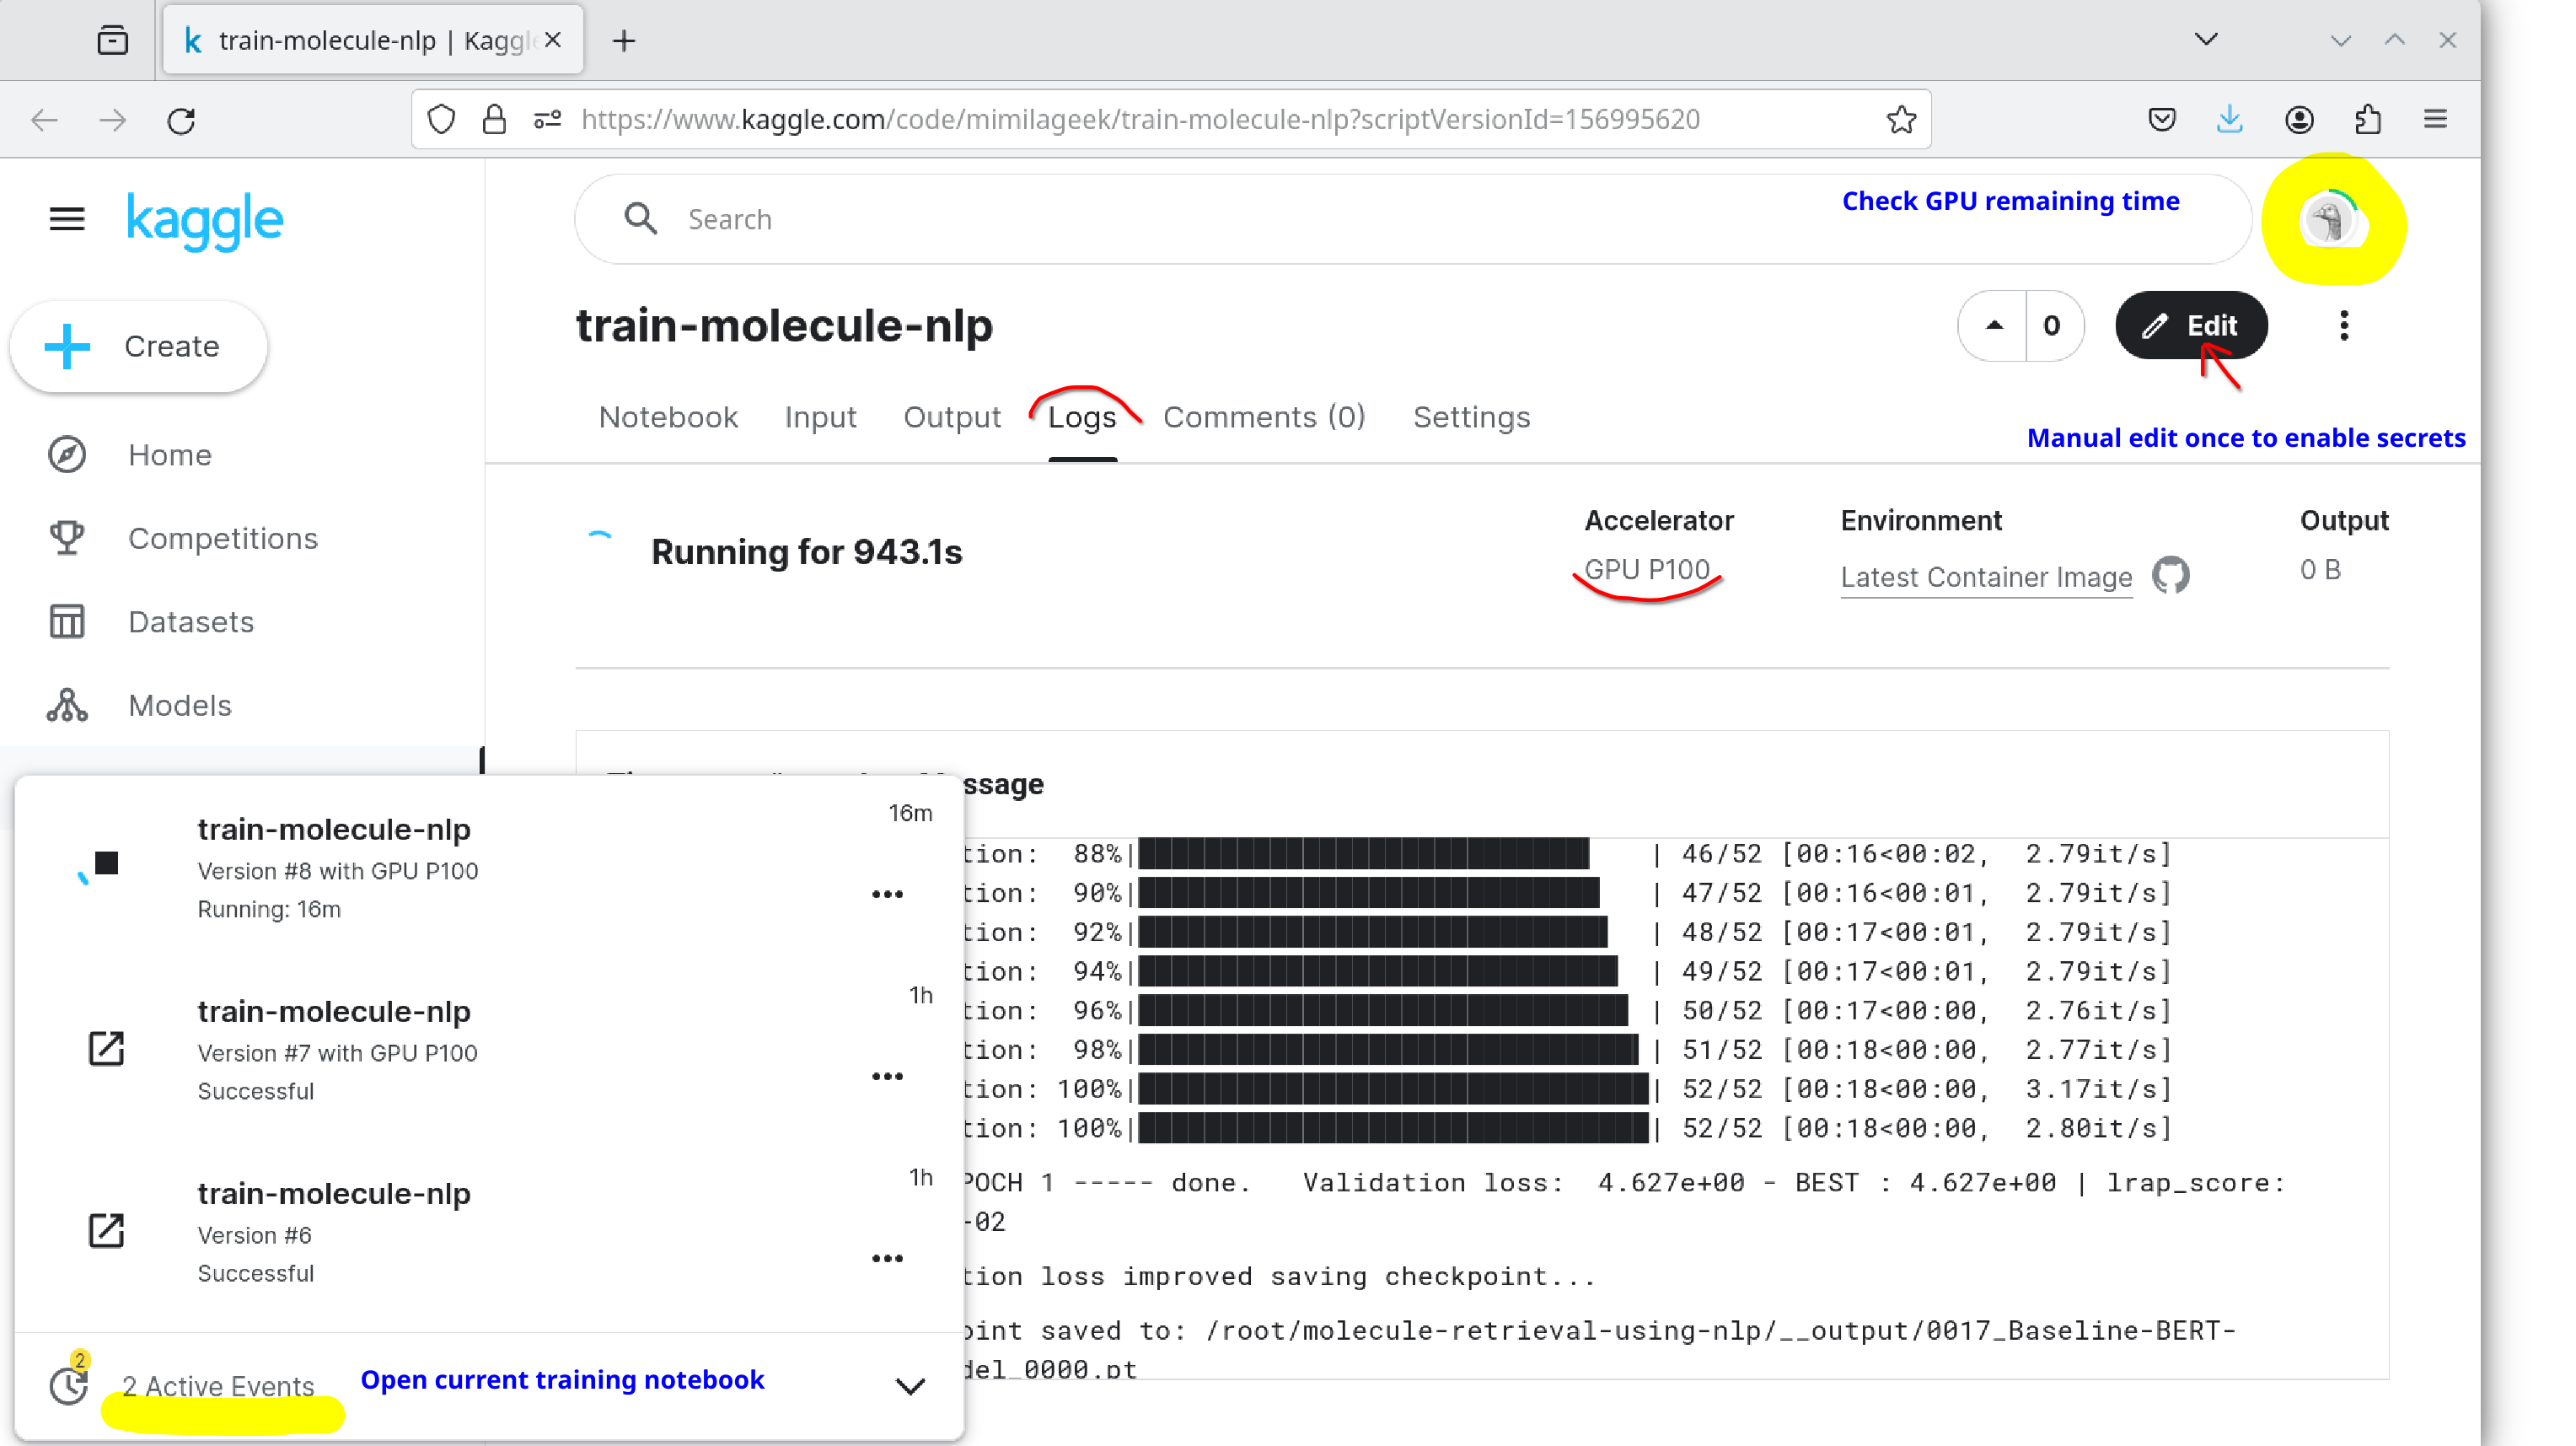 train-molecule-nlp | Kaggle
https://www.kaggle.com/code/mimilageek/train-molecule-nlp?scriptVersionId=156995620
kaggle
Search
Check GPU remaining time
Create
train-molecule-nlp
0
Edit
Notebook
Input
Output
Logs
Comments (0)
Settings
Manual edit once to enable secrets
Home
Competitions
Datasets
Models
Running for 943.1s
Accelerator
GPU P100
Environment
Latest Container Image
Output
0 B
ssage
tion: 88%| | 46/52 [00:16<00:02, 2.79it/s]
tion: 90%| | 47/52 [00:16<00:01, 2.79it/s]
tion: 92%| | 48/52 [00:17<00:01, 2.79it/s]
tion: 94%| | 49/52 [00:17<00:01, 2.79it/s]
tion: 96%| | 50/52 [00:17<00:00, 2.76it/s]
tion: 98%| | 51/52 [00:18<00:00, 2.77it/s]
tion: 100%| | 52/52 [00:18<00:00, 3.17it/s]
tion: 100%| | 52/52 [00:18<00:00, 2.80it/s]
POCH 1 ----- done. Validation loss: 4.627e+00 - BEST : 4.627e+00 | lrap_score:
-02
tion loss improved saving checkpoint...
oint saved to: /root/molecule-retrieval-using-nlp/__output/0017_Baseline-BERT-
del_0000.pt
train-molecule-nlp
16m
Version #8 with GPU P100
Running: 16m
train-molecule-nlp
1h
Version #7 with GPU P100
Successful
train-molecule-nlp
1h
Version #6
Successful
2
2 Active Events
Open current training notebook